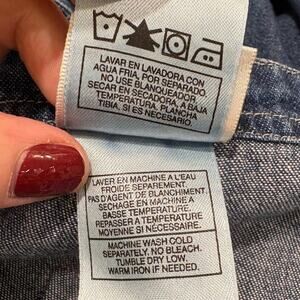 LAVAR EN LAVADORA CON
AGUA FRIA, POR SEPARADO.
NO USE BLANQUEADOR
SECAR EN SECADORA, A BAJA
TEMPERATURA. PLANCHA
TIBIA, SI ES NECESARIO.
LAVER EN MACHINE A L'EAU
FROIDE SEPAREMENT.
PAS D'AGENT DE BLANCHIMENT.
SECHAGE EN MACHINE A
BASSE TEMPERATURE.
REPASSER A TEMPERATURE
MOYENNE SI NÉCESSAIRE.
MACHINE WASH COLD
SEPARATELY. NO BLEACH.
TUMBLE DRY LOW.
WARM IRON IF NEEDED.